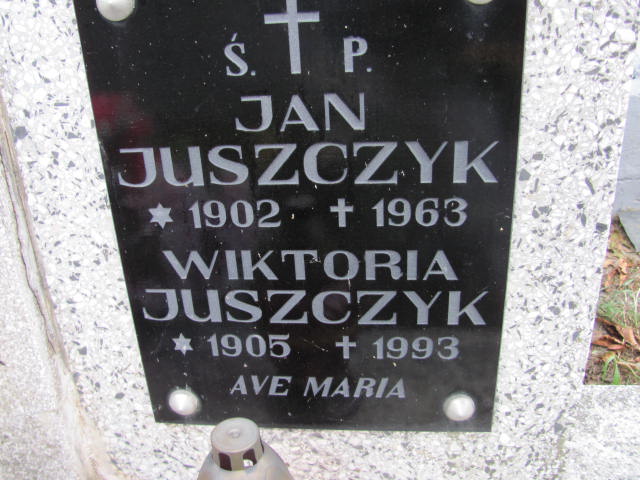 Ś. P.
JAN
JUSZCZYK
✶ 1902 ✝ 1963
WIKTORIA
JUSZCZYK
✶ 1905 ✝ 1993
AVE MARIA